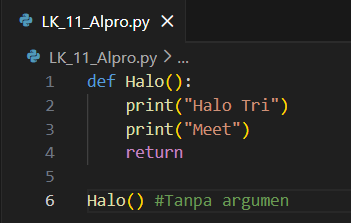 LK_11_Alpro.py ×
LK_11_Alpro.py > ...
1 def Halo():
2     print("Halo Tri")
3     print("Meet")
4     return
5
6 Halo() #Tanpa argumen